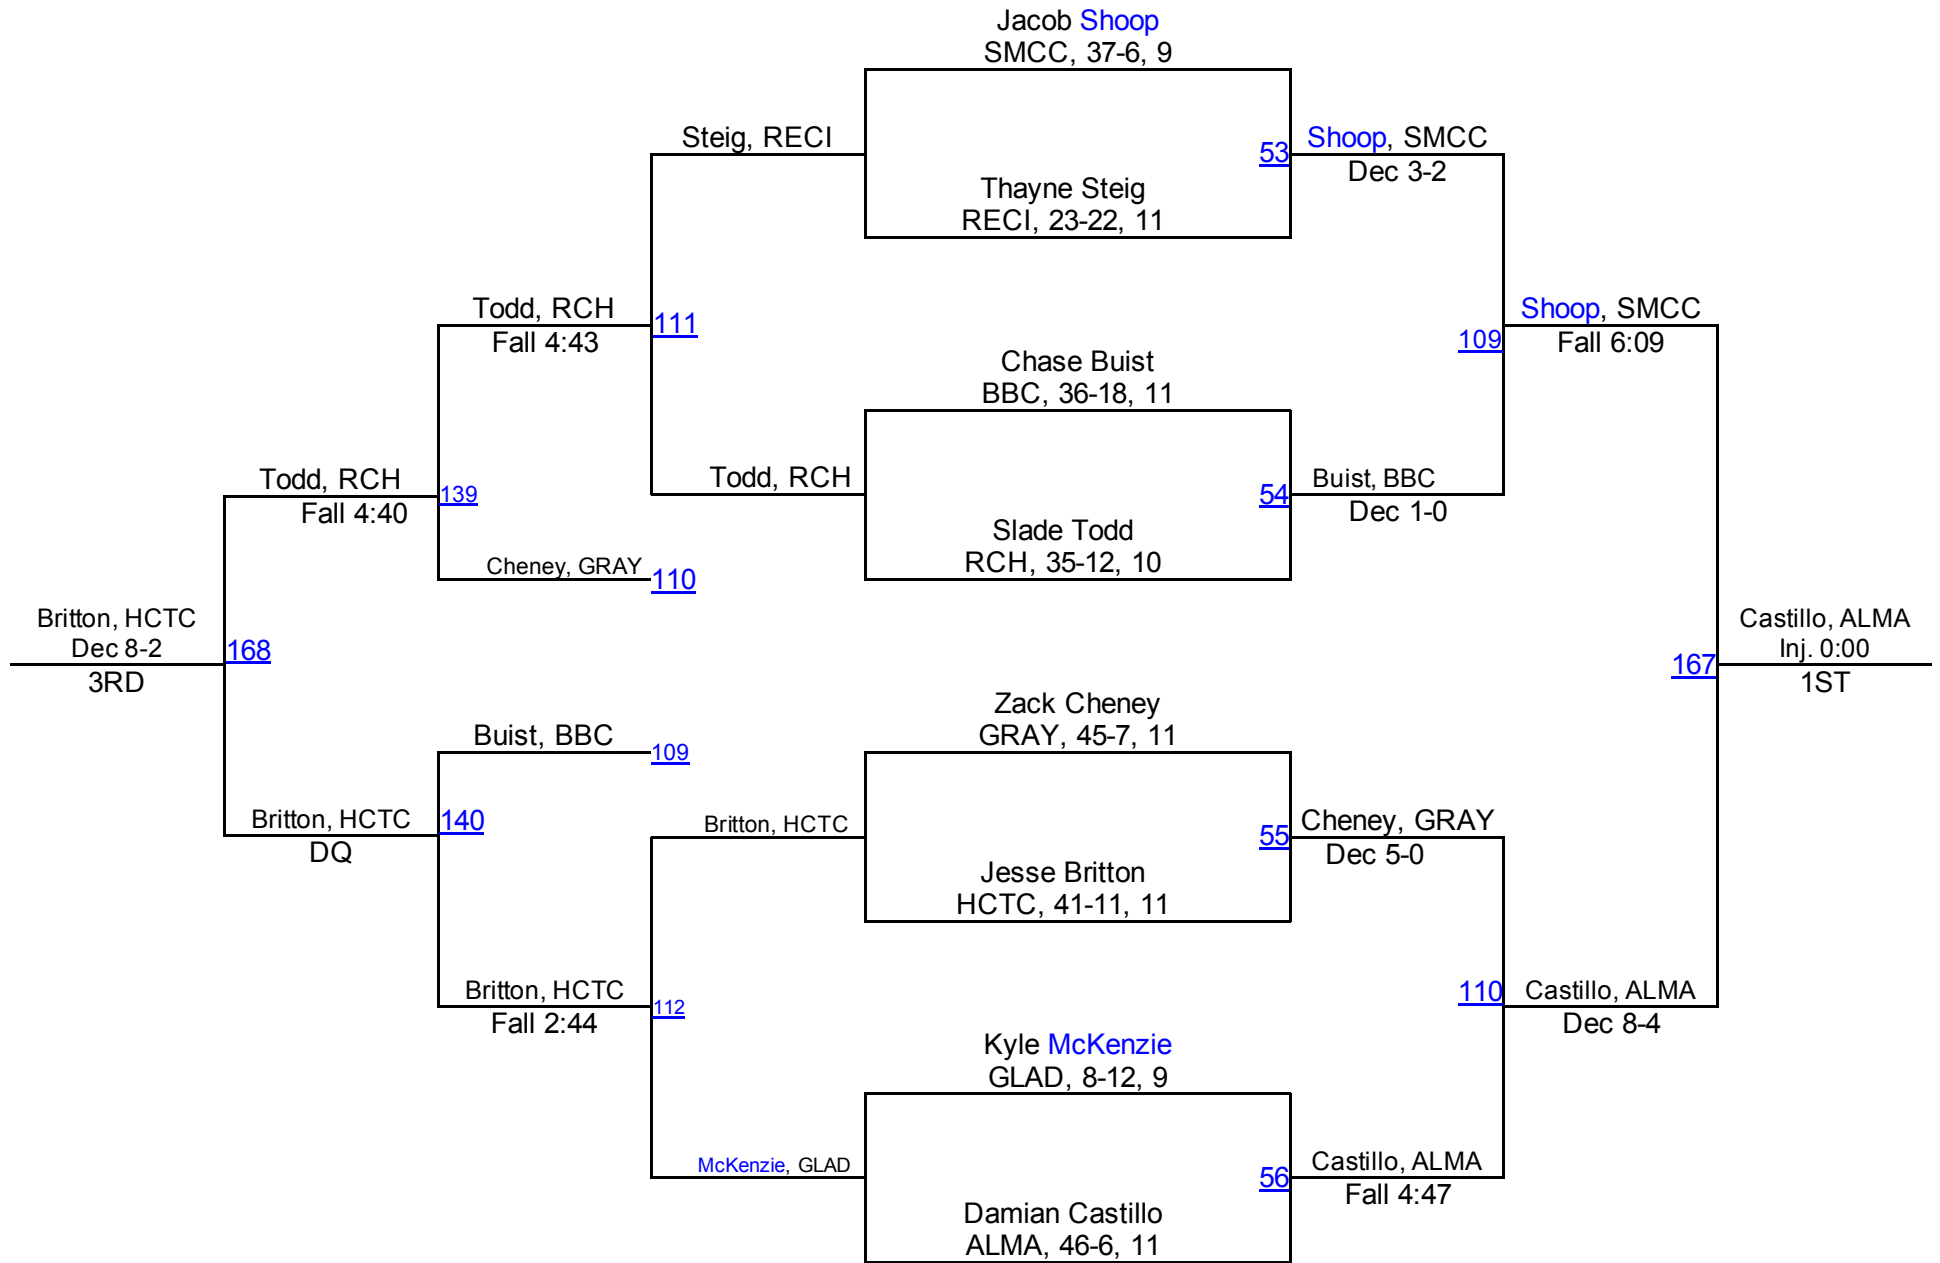 Jacob Shoop
SMCC, 37-6, 9
Steig, RECI
53
Shoop, SMCC
Dec 3-2
Thayne Steig
RECI, 23-22, 11
Todd, RCH
Fall 4:43
111
109
Shoop, SMCC
Fall 6:09
Chase Buist
BBC, 36-18, 11
Todd, RCH
Fall 4:40
139
Todd, RCH
54
Buist, BBC
Dec 1-0
Slade Todd
RCH, 35-12, 10
Cheney, GRAY
110
Britton, HCTC
Dec 8-2
3RD
168
167
Castillo, ALMA
Inj. 0:00
1ST
Zack Cheney
GRAY, 45-7, 11
Buist, BBC
109
Britton, HCTC
DQ
140
Britton, HCTC
55
Cheney, GRAY
Dec 5-0
Jesse Britton
HCTC, 41-11, 11
Britton, HCTC
Fall 2:44
112
110
Castillo, ALMA
Dec 8-4
Kyle McKenzie
GLAD, 8-12, 9
McKenzie, GLAD
56
Castillo, ALMA
Fall 4:47
Damian Castillo
ALMA, 46-6, 11